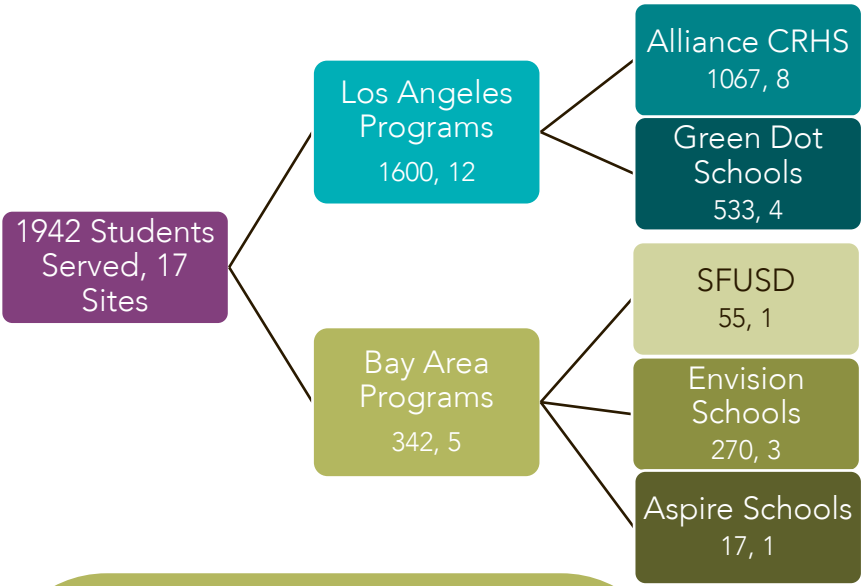 1942 Students
Served, 17
Sites
Los Angeles
Programs
1600, 12
Alliance CRHS
1067, 8
Green Dot
Schools
533, 4
Bay Area
Programs
342, 5
SFUSD
55, 1
Envision
Schools
270, 3
Aspire Schools
17, 1